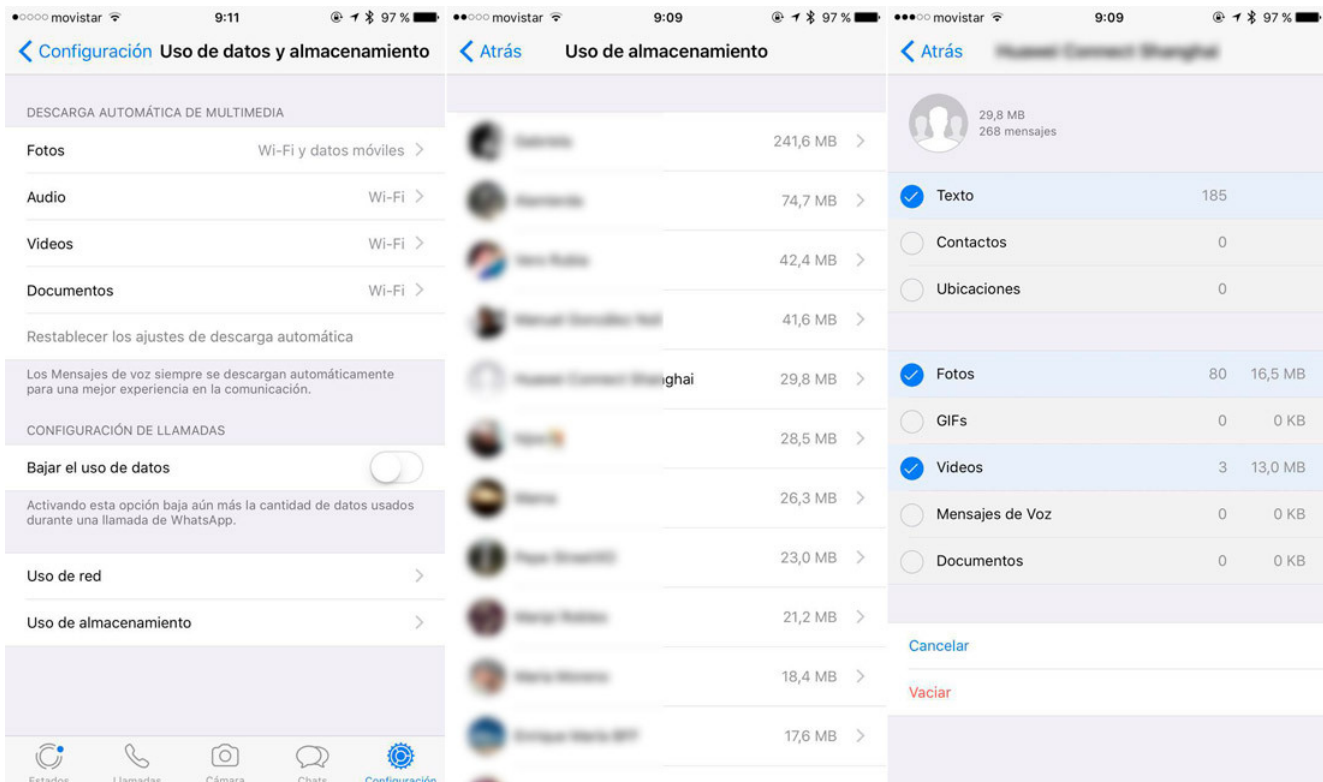 movistar 9:11 97 %
Configuración Uso de datos y almacenamiento
DESCARGA AUTOMÁTICA DE MULTIMEDIA
Fotos Wi-Fi y datos móviles
Audio Wi-Fi
Videos Wi-Fi
Documentos Wi-Fi
Restablecer los ajustes de descarga automática
Los Mensajes de voz siempre se descargan automáticamente
para una mejor experiencia en la comunicación.
CONFIGURACIÓN DE LLAMADAS
Bajar el uso de datos
Activando esta opción baja aún más la cantidad de datos usados
durante una llamada de WhatsApp.
Uso de red
Uso de almacenamiento
Estados Llamadas Cámara Chats Configuración
movistar 9:09 97 %
Atrás Uso de almacenamiento
241,6 MB
74,7 MB
42,4 MB
41,6 MB
29,8 MB
28,5 MB
26,3 MB
23,0 MB
21,2 MB
18,4 MB
17,6 MB
movistar 9:09 97 %
Atrás
29,8 MB
268 mensajes
Texto 185
Contactos 0
Ubicaciones 0
Fotos 80 16,5 MB
GIFs 0 0 KB
Videos 3 13,0 MB
Mensajes de Voz 0 0 KB
Documentos 0 0 KB
Cancelar
Vaciar